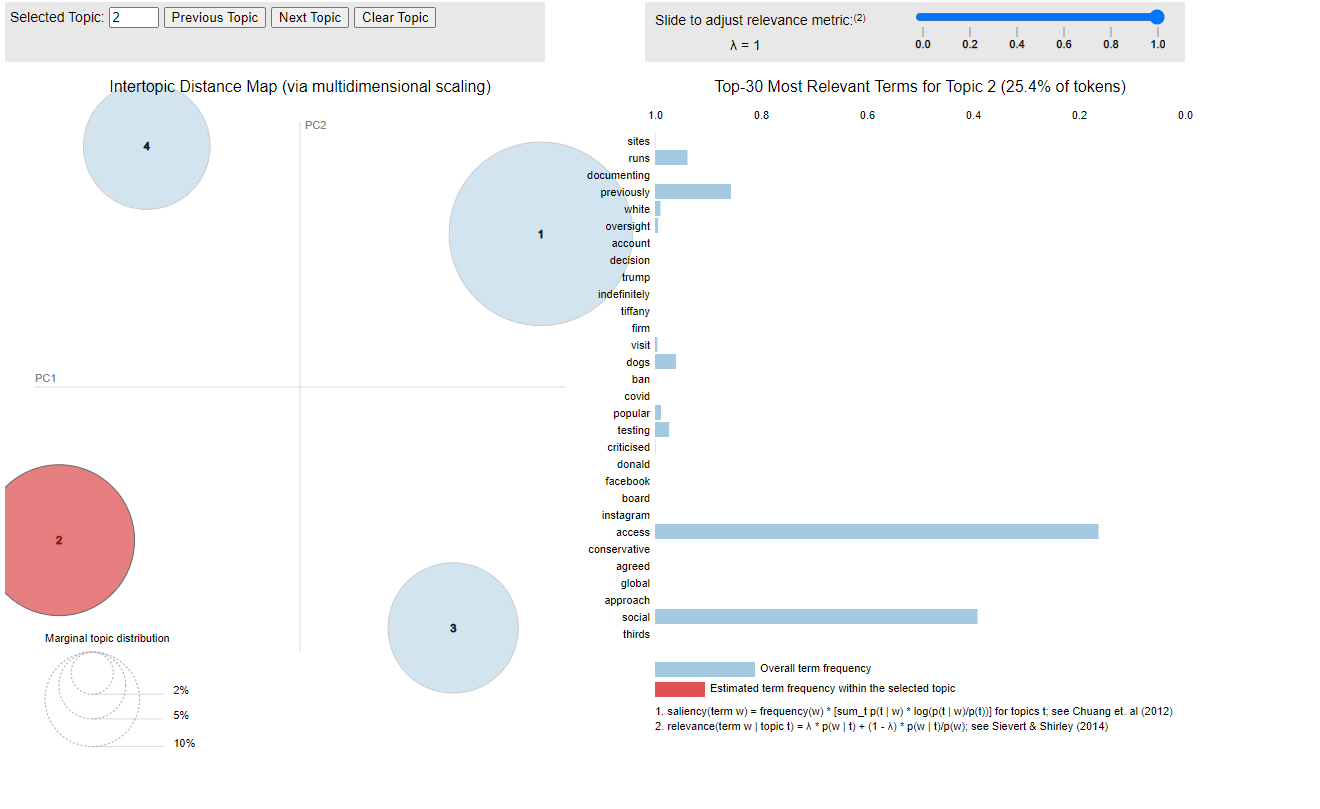 Selected Topic: 2 Previous Topic Next Topic Clear Topic
Slide to adjust relevance metric:(2)
λ = 1
0.0 0.2 0.4 0.6 0.8 1.0
Intertopic Distance Map (via multidimensional scaling)
PC2
PC1
4
1
2
3
Marginal topic distribution
2%
5%
10%
Top-30 Most Relevant Terms for Topic 2 (25.4% of tokens)
1.0 0.8 0.6 0.4 0.2 0.0
sites
runs
documenting
previously
white
oversight
account
decision
trump
indefinitely
tiffany
firm
visit
dogs
ban
covid
popular
testing
criticised
donald
facebook
board
instagram
access
conservative
agreed
global
approach
social
thirds
Overall term frequency
Estimated term frequency within the selected topic
1. saliency(term w) = frequency(w) * [sum_t p(t | w) * log(p(t | w)/p(t))] for topics t; see Chuang et. al (2012)
2. relevance(term w | topic t) = λ * p(w | t) + (1 - λ) * p(w | t)/p(w); see Sievert & Shirley (2014)